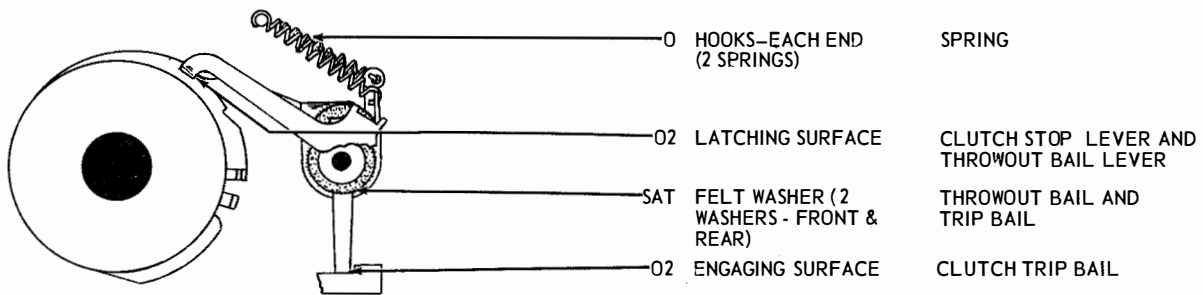 O HOOKS–EACH END SPRING
(2 SPRINGS)
O2 LATCHING SURFACE CLUTCH STOP LEVER AND
THROWOUT BAIL LEVER
SAT FELT WASHER (2 THROWOUT BAIL AND
WASHERS - FRONT & TRIP BAIL
REAR)
O2 ENGAGING SURFACE CLUTCH TRIP BAIL